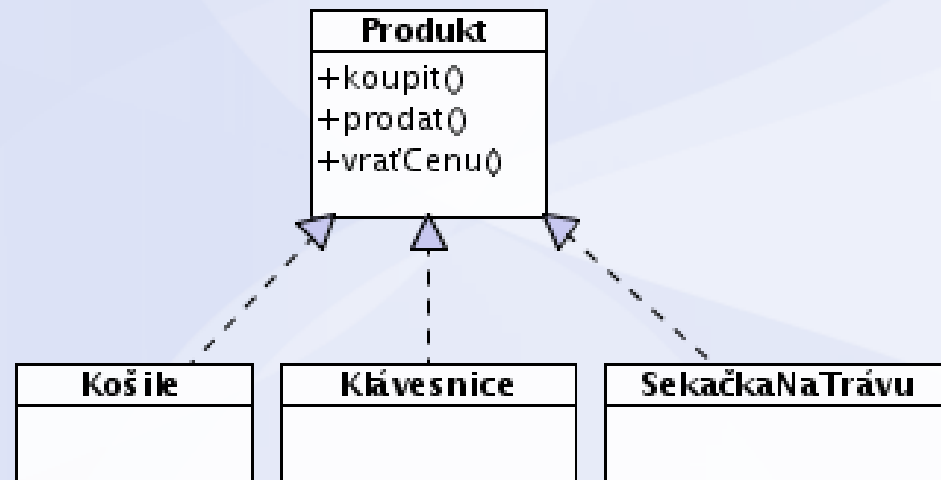 Produkt
+koupit()
+prodat()
+vraťCenu()
Košile
Klávesnice
SekačkaNaTrávu